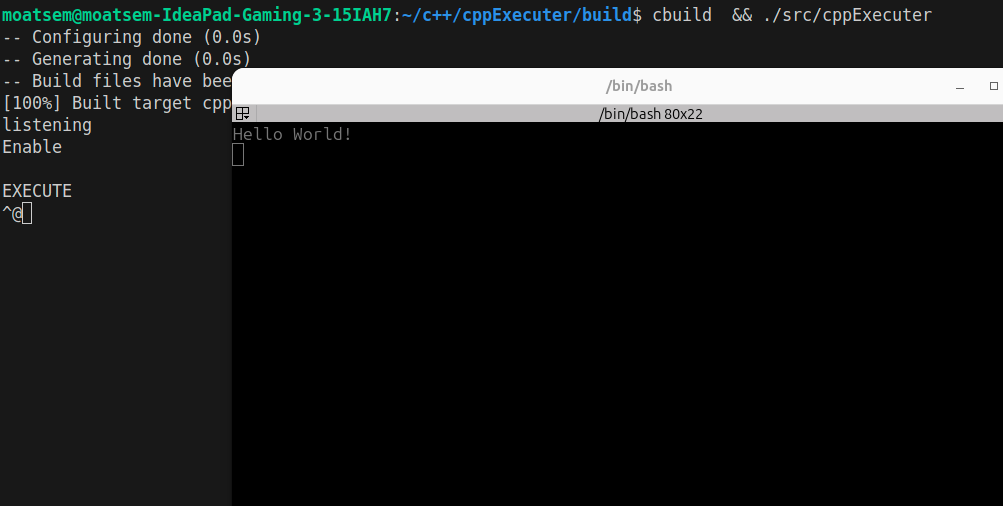 moatsem@moatsem-IdeaPad-Gaming-3-15IAH7:~/c++/cppExecuter/build$ cbuild  && ./src/cppExecuter
-- Configuring done (0.0s)
-- Generating done (0.0s)
-- Build files have bee
[100%] Built target cpp
listening
Enable
EXECUTE
^@
/bin/bash
/bin/bash 80x22
Hello World!